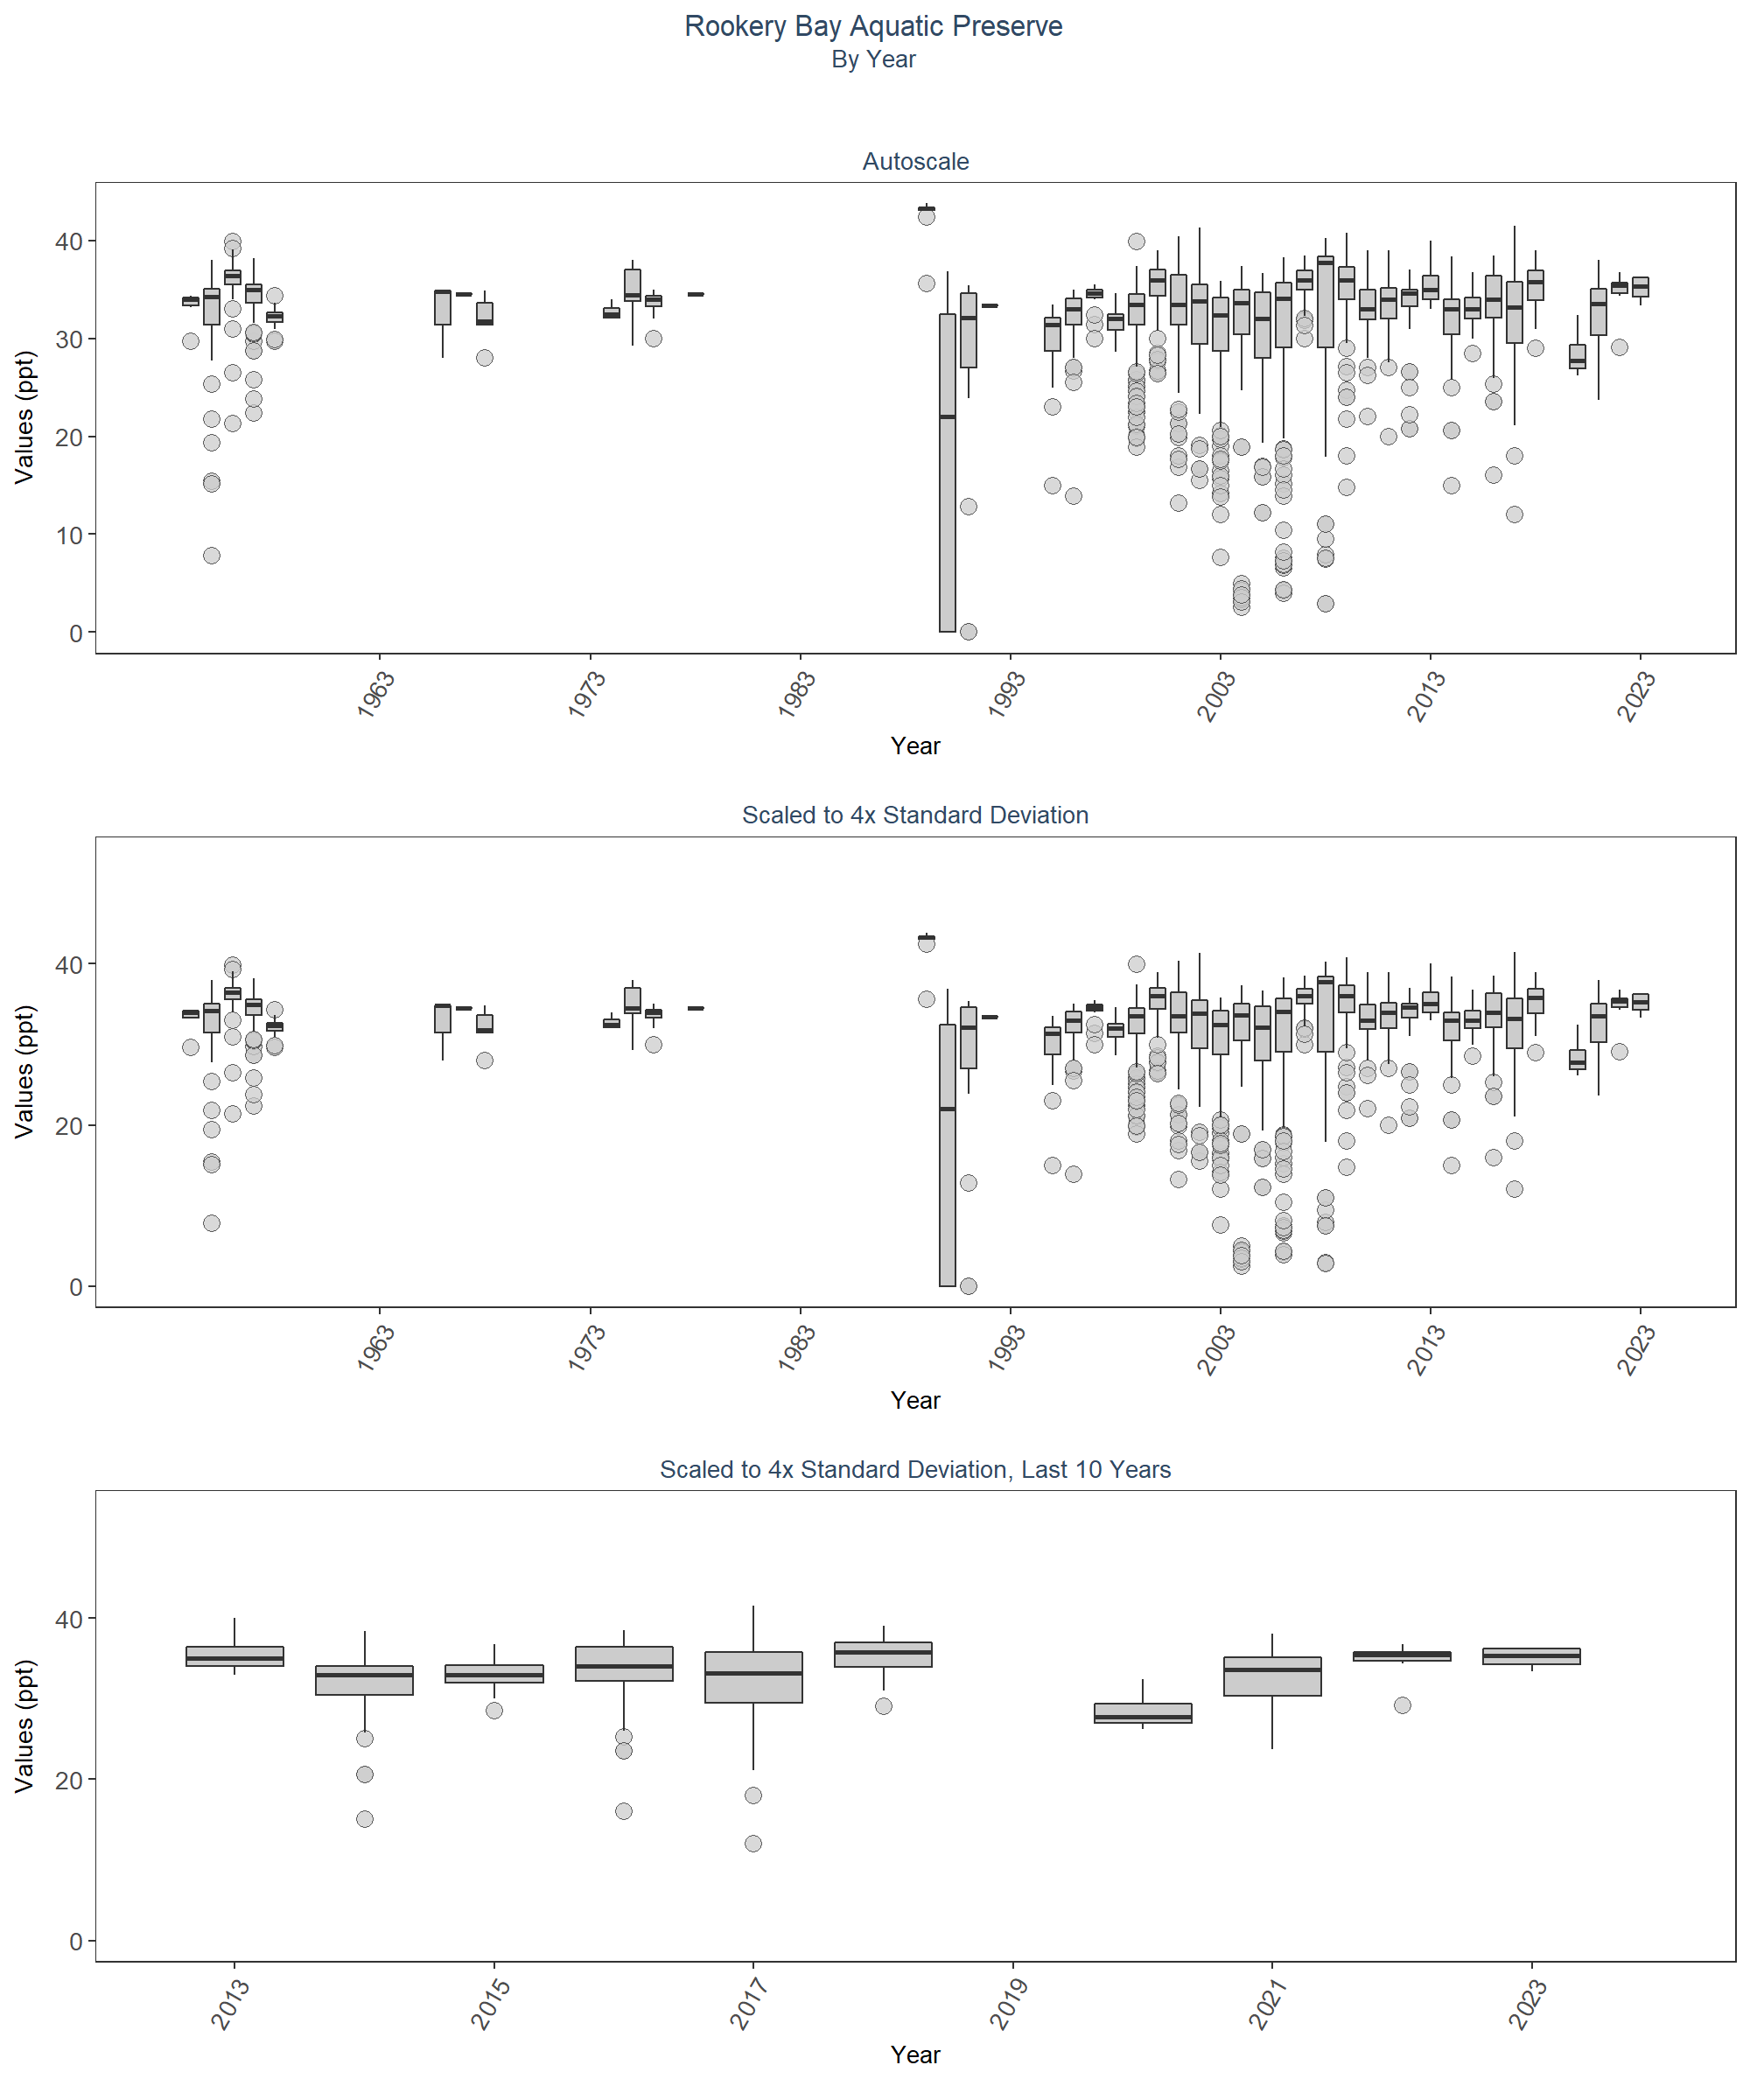 Rookery Bay Aquatic Preserve
By Year
Autoscale
Values (ppt)
40
30
20
10
0
1963 1973 1983 1993 2003 2013 2023
Year
Scaled to 4x Standard Deviation
Values (ppt)
40
20
0
1963 1973 1983 1993 2003 2013 2023
Year
Scaled to 4x Standard Deviation, Last 10 Years
Values (ppt)
40
20
0
2013 2015 2017 2019 2021 2023
Year